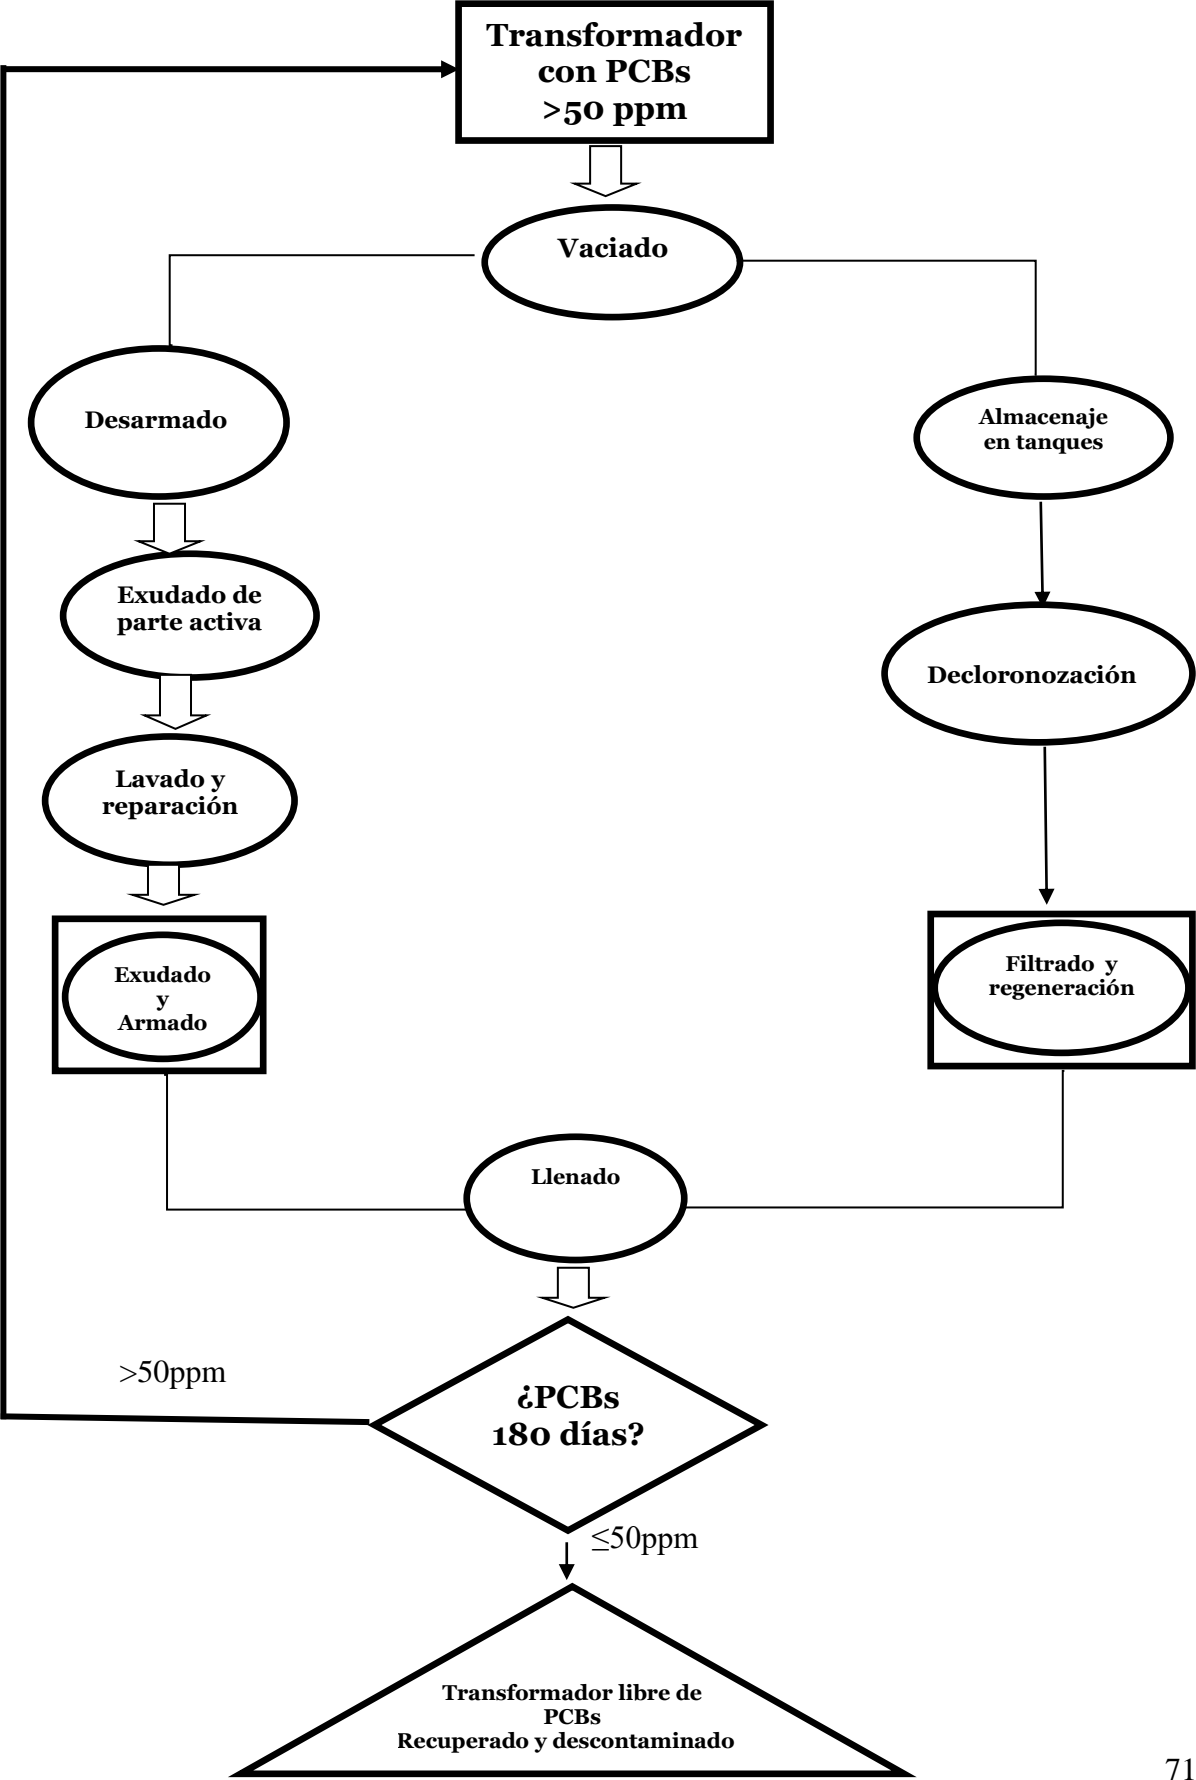 Transformador
con PCBs
>50 ppm
Vaciado
Desarmado
Almacenaje
en tanques
Exudado de
parte activa
Decloronozación
Lavado y
reparación
Exudado
y
Armado
Filtrado y
regeneración
Llenado
>50ppm
¿PCBs
180 días?
≤50ppm
Transformador libre de
PCBs
Recuperado y descontaminado
71